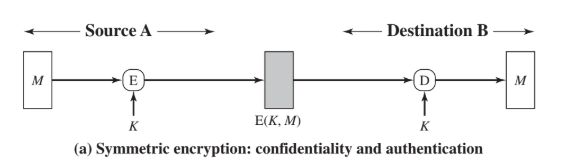 Source A
Destination B
M
E
D
M
K
E(K, M)
K
(a) Symmetric encryption: confidentiality and authentication